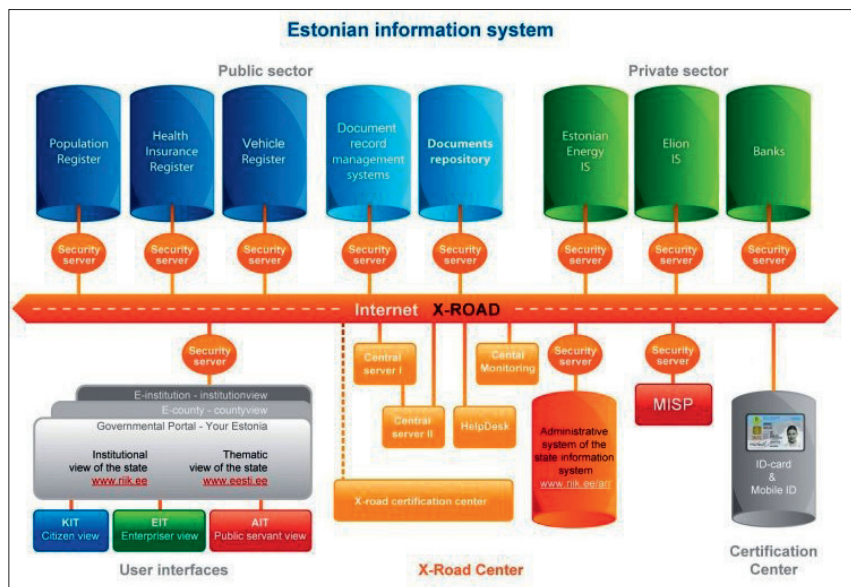 Estonian information system
Public sector
Private sector
Population
Register
Health
Insurance
Register
Vehicle
Register
Document
record
management
systems
Documents
repository
Estonian
Energy
IS
Elion
IS
Banks
Security
server
Security
server
Security
server
Security
server
Security
server
Security
server
Security
server
Security
server
Internet X-ROAD
Security
server
Central
server I
Cental
Monitoring
Security
server
Security
server
E-institution - institutionview
E-county - countyview
Governmental Portal - Your Estonia
Institutional
view of the state
www.riik.ee
Thematic
view of the state
www.eesti.ee
Central
server II
HelpDesk
Administrative
system of the
state information
system
www.riik.ee/arr
MISP
ID-card
&
Mobile ID
X-road certification center
KIT
Citizen view
EIT
Enterpriser view
AIT
Public servant view
User interfaces
X-Road Center
Certification
Center